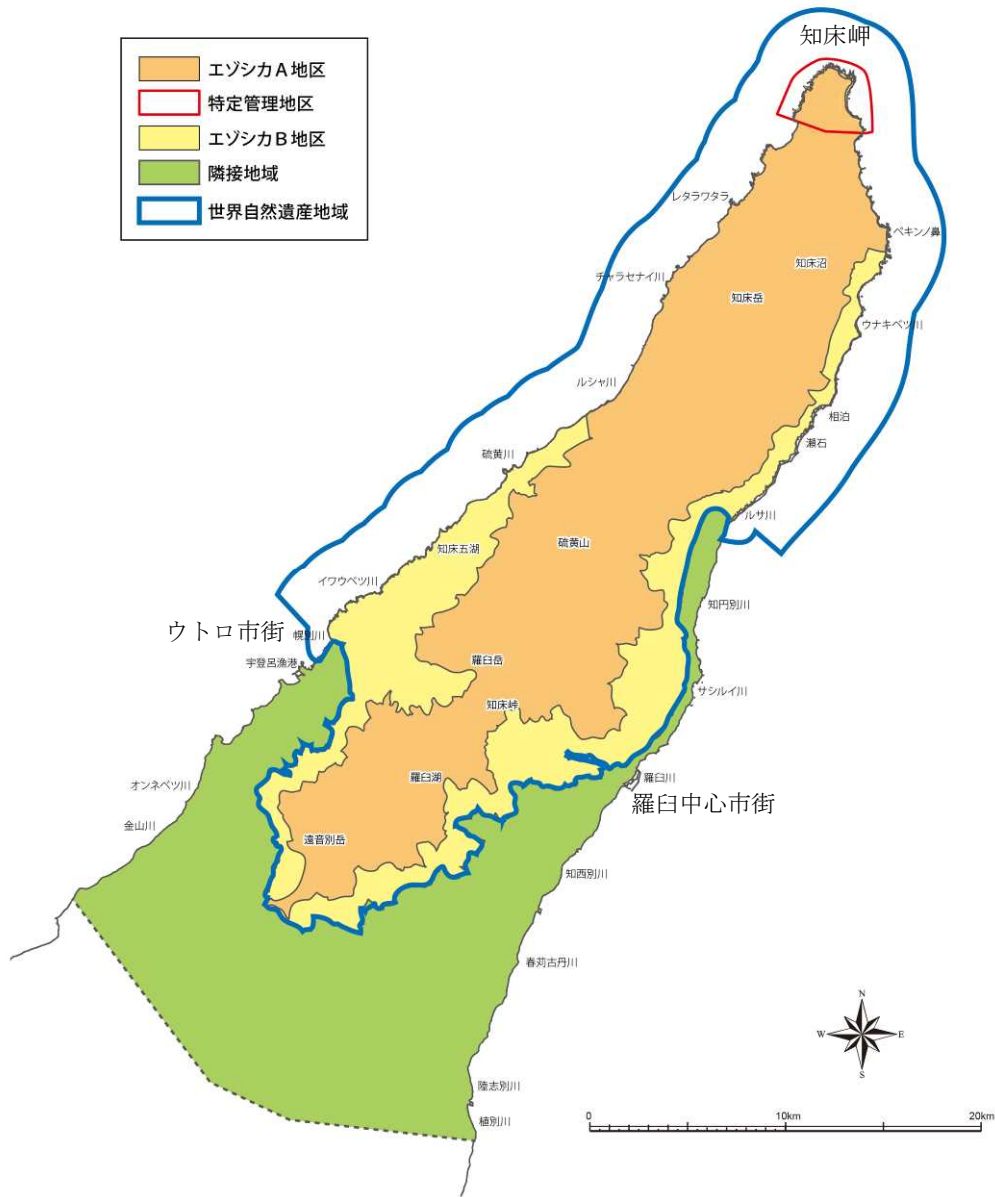 知床岬
エゾシカA地区
特定管理地区
エゾシカB地区
隣接地域
世界自然遺産地域
レタラワタラ
ペキンノ鼻
知床沼
チャラセナイ川
知床岳
ウナキベツ川
ルシャ川
相泊
瀬石
硫黄川
ルサ川
硫黄山
知床五湖
イワウベツ川
知円別川
ウトロ市街
幌別川
宇登呂漁港
羅臼岳
サシルイ川
知床峠
羅臼湖
羅臼川
オンネベツ川
羅臼中心市街
金山川
遠音別岳
知西別川
春苅古丹川
N
W
E
S
陸志別川
植別川
0
10km
20km